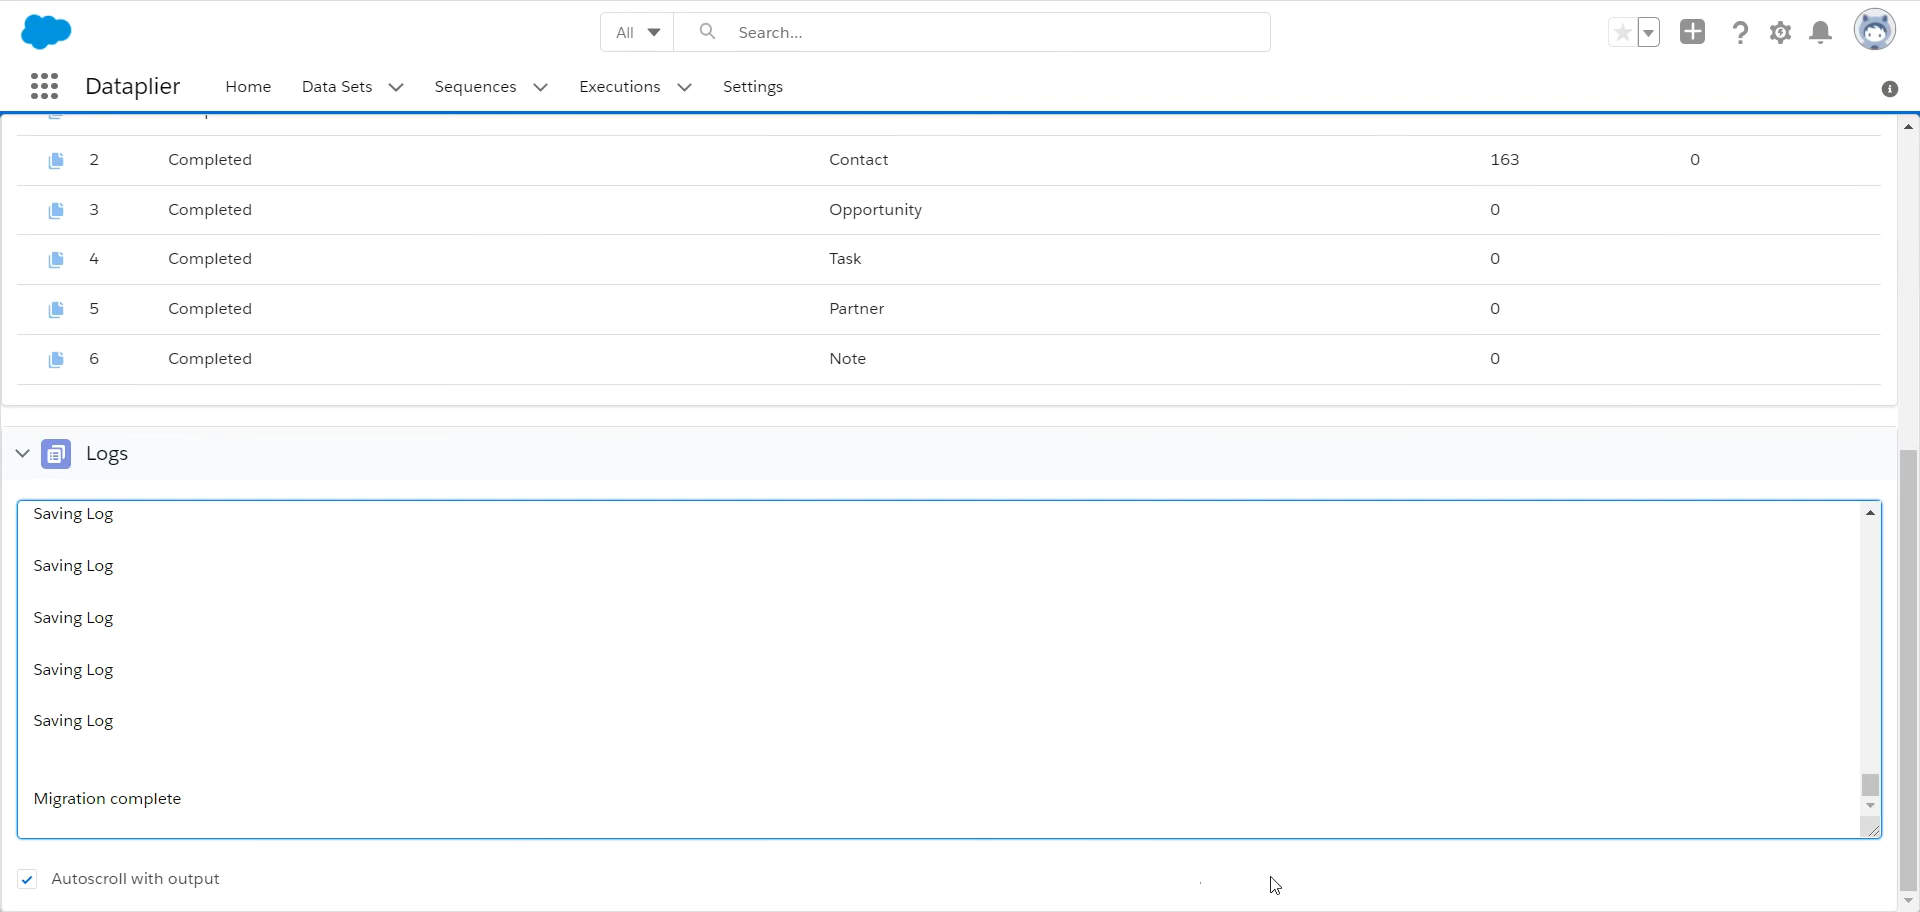 All
Search...
Dataplier
Home
Data Sets
Sequences
Executions
Settings
2 Completed Contact 163 0
3 Completed Opportunity 0
4 Completed Task 0
5 Completed Partner 0
6 Completed Note 0
Logs
Saving Log
Saving Log
Saving Log
Saving Log
Saving Log
Migration complete
Autoscroll with output